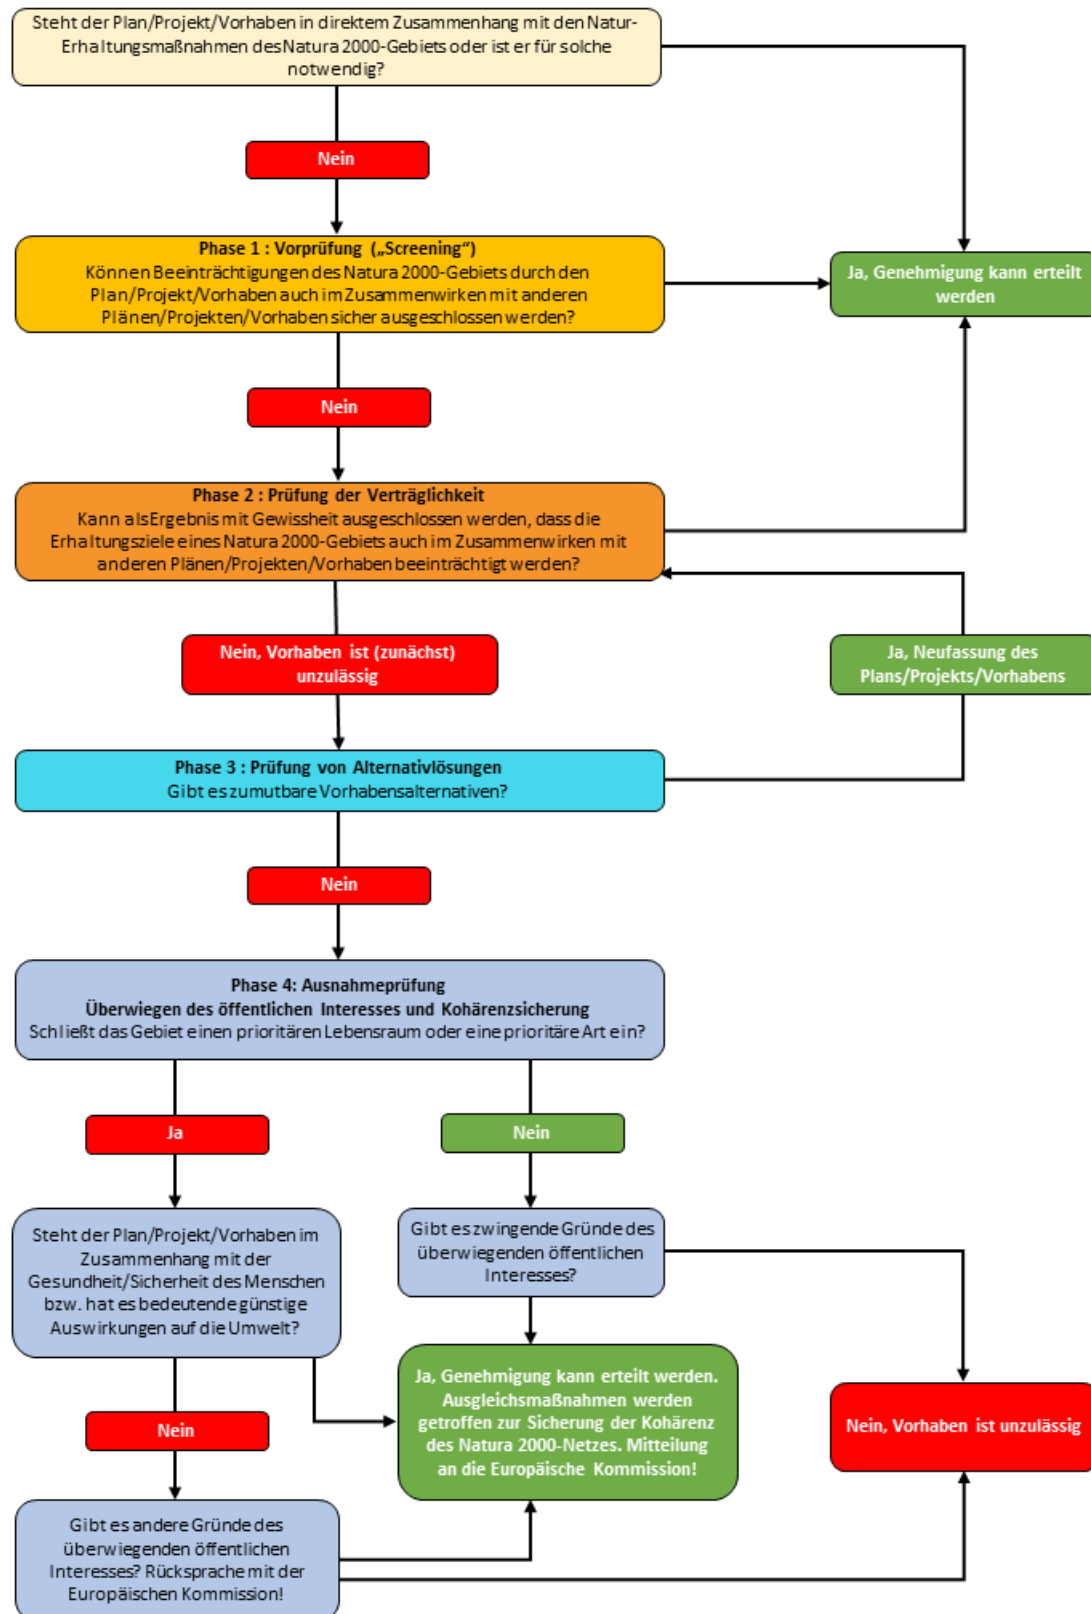 Steht der Plan/Projekt/Vorhaben in direktem Zusammenhang mit den Natur-
Erhaltungsmaßnahmen des Natura 2000-Gebiets oder ist er für solche
notwendig?
Nein
Phase 1 : Vorprüfung („Screening“)
Können Beeinträchtigungen des Natura 2000-Gebiets durch den
Plan/Projekt/Vorhaben auch im Zusammenwirken mit anderen
Plänen/Projekten/Vorhaben sicher ausgeschlossen werden?
Ja, Genehmigung kann erteilt
werden
Nein
Phase 2 : Prüfung der Verträglichkeit
Kann als Ergebnis mit Gewissheit ausgeschlossen werden, dass die
Erhaltungsziele eines Natura 2000-Gebiets auch im Zusammenwirken mit
anderen Plänen/Projekten/Vorhaben beeinträchtigt werden?
Nein, Vorhaben ist (zunächst)
unzulässig
Ja, Neufassung des
Plans/Projekts/Vorhabens
Phase 3 : Prüfung von Alternativlösungen
Gibt es zumutbare Vorhabensalternativen?
Nein
Phase 4: Ausnahmeprüfung
Überwiegen des öffentlichen Interesses und Kohärenzsicherung
Schließt das Gebiet einen prioritären Lebensraum oder eine prioritäre Art ein?
Ja
Nein
Steht der Plan/Projekt/Vorhaben im
Zusammenhang mit der
Gesundheit/Sicherheit des Menschen
bzw. hat es bedeutende günstige
Auswirkungen auf die Umwelt?
Gibt es zwingende Gründe des
überwiegenden öffentlichen
Interesses?
Nein
Ja, Genehmigung kann erteilt werden.
Ausgleichsmaßnahmen werden
getroffen zur Sicherung der Kohärenz
des Natura 2000-Netzes. Mitteilung
an die Europäische Kommission!
Nein, Vorhaben ist unzulässig
Gibt es andere Gründe des
überwiegenden öffentlichen
Interesses? Rücksprache mit der
Europäischen Kommission!